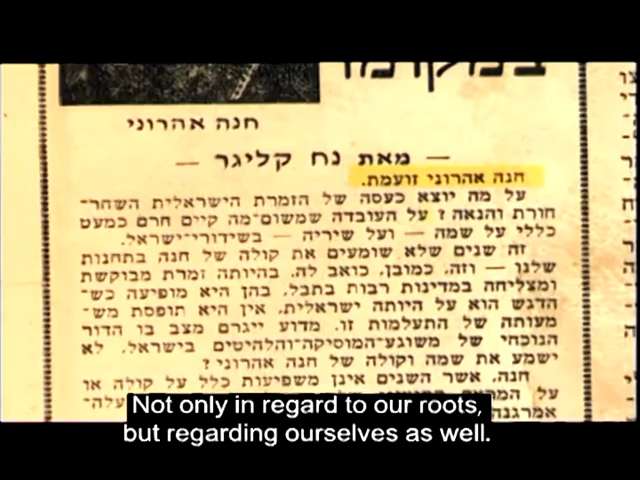 חנה אהרוני
— מאת נח קליגר —
חנה אהרוני זועמת.
על מה יוצא כעסה של הזמרת הישראלית השחר־
חורת והנאה? על העובדה שמשום־מה קיים חרם כמעט
כללי על שמה — ועל שיריה — בשידורי־ישראל.
זה שנים שלא שומעים את קולה של חנה בתחנות
שלנו — וזה, כמובן, כואב לה. בהיותה זמרת מבוקשת
ומצליחה במדינות רבות בתבל, בהן היא מופיעה כש־
הדגש הוא על היותה ישראלית, אין היא תופסת מש־
מעותה של התעלמות זו. מדוע ייגרם מצב בו הדור
הנוכחי של משוגעי־המוסיקה־והלהיטים בישראל, לא
ישמע את שמה וקולה של חנה אהרוני?
חנה, אשר השנים אינן משפיעות כלל על קולה או
על
אמרגנה
Not only in regard to our roots,
but regarding ourselves as well.